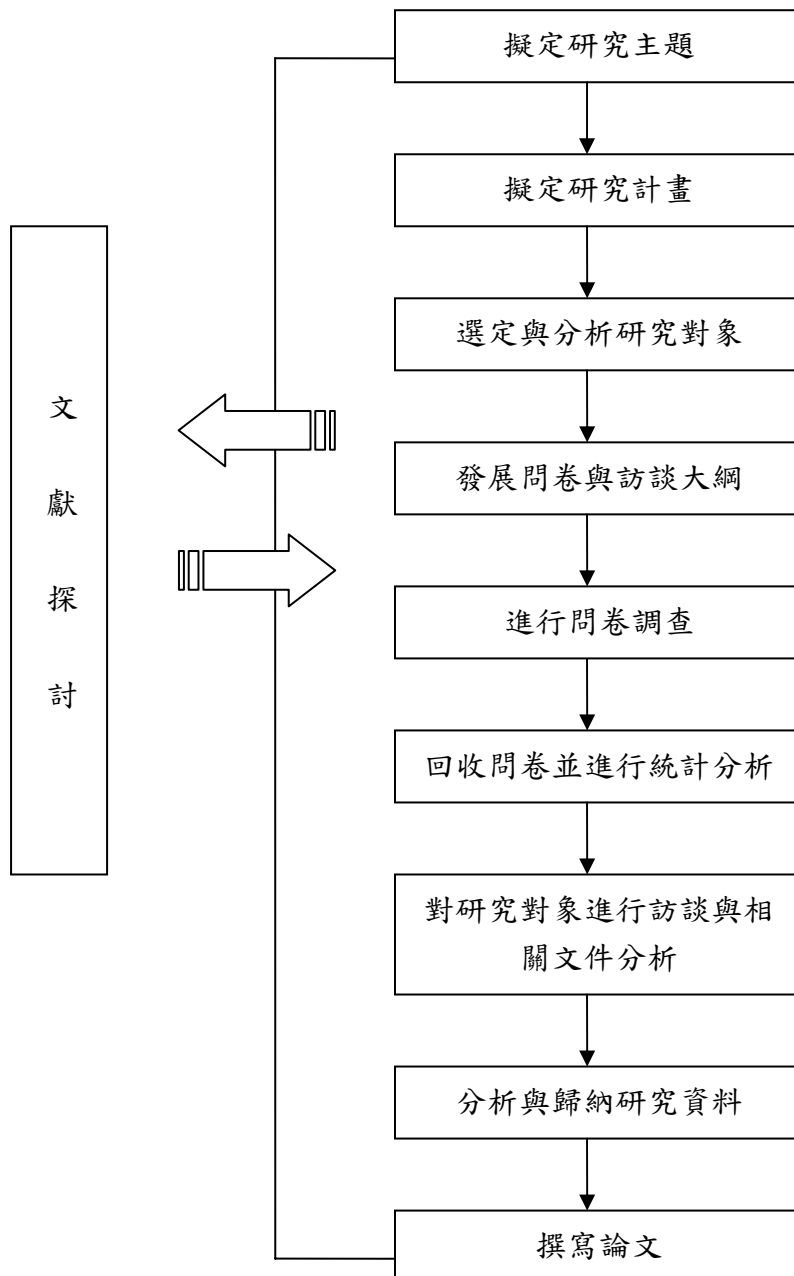 擬定研究主題
擬定研究計畫
選定與分析研究對象
文獻探討
發展問卷與訪談大綱
進行問卷調查
回收問卷並進行統計分析
對研究對象進行訪談與相
關文件分析
分析與歸納研究資料
撰寫論文